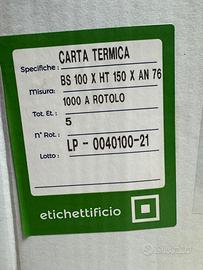 CARTA TERMICA
Specifiche:
BS 100 X HT 150 X AN 76
Misura:
1000 A ROTOLO
Tot. Et.:
5
N° Rot.:
LP - 0040100-21
Lotto:
etichettificio
subito